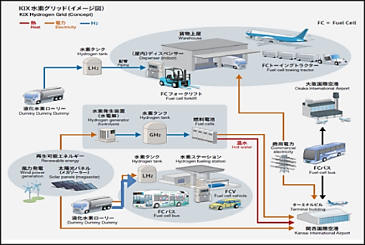 KIX 水素グリッド(イメージ図)
KIX Hydrogen Grid (Concept)
熱
Heat
電力
Electricity
水素
H₂
FC = Fuel Cell
貨物上屋
Warehouse
水素タンク
Hydrogen tank
LH₂
配管
Piping
(屋内)ディスペンサー
Dispenser (indoor)
FCフォークリフト
Fuel cell forklift
FCトーイングトラクター
Fuel cell towing tractor
大阪国際空港
Osaka International Airport
液化水素ローリー
Dummy Dummy Dummy
水素発生装置
(水電解)
Hydrogen generator
水素タンク
Hydrogen tank
GH₂
燃料電池
Fuel cells
温水
Hot water
商用電力
Commercial electricity
FCバス
Fuel cell bus
再生可能エネルギー
Renewable energy
風力発電
Wind power generation
太陽光パネル
(メガソーラー)
Solar panels (megasolar)
水素タンク
Hydrogen tank
LH₂
水素ステーション
Hydrogen fueling station
FCV
Fuel cell vehicle
FCバス
Fuel cell bus
液化水素ローリー
Dummy Dummy Dummy
ターミナルビル
Terminal building
関西国際空港
Kansai International Airport